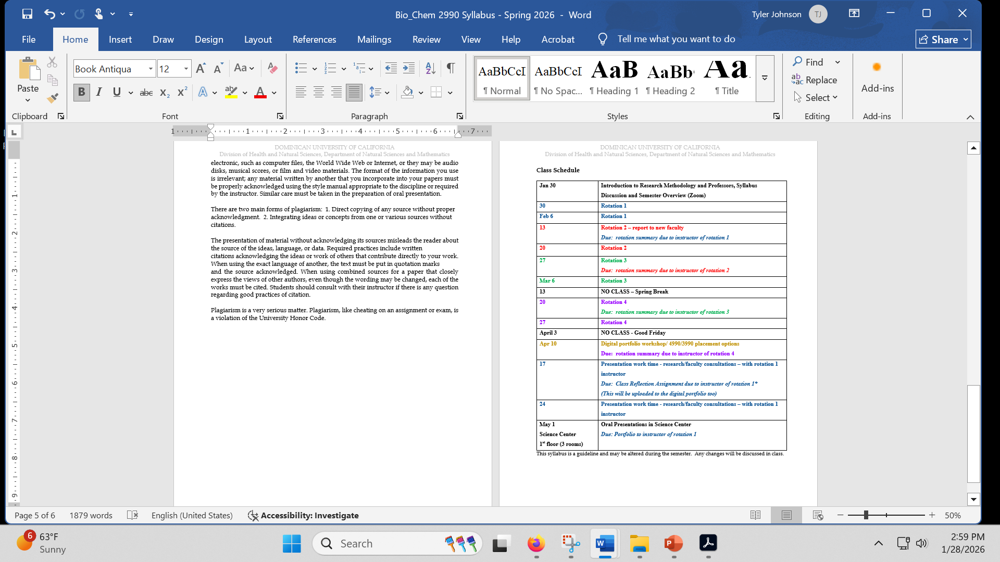 Bio_Chem 2990 Syllabus - Spring 2026 - Word
Tyler Johnson
TJ
File
Home
Insert
Draw
Design
Layout
References
Mailings
Review
View
Help
Acrobat
Tell me what you want to do
Share
Paste
Clipboard
Book Antiqua
12
Font
Paragraph
AaBbCcI
¶ Normal
AaBbCcI
¶ No Spac...
AaB
¶ Heading 1
AaBb
¶ Heading 2
Aa.
¶ Title
Styles
Find
Replace
Select
Editing
Add-ins
Add-ins
1 1 2 3 4 5 6 7
DOMINICAN UNIVERSITY OF CALIFORNIA
Division of Health and Natural Sciences, Department of Natural Sciences and Mathematics
electronic, such as computer files, the World Wide Web or Internet, or they may be audio
disks, musical scores, or film and video materials. The format of the information you use
is irrelevant; any material written by another that you incorporate into your papers must
be properly acknowledged using the style manual appropriate to the discipline or required
by the instructor. Similar care must be taken in the preparation of oral presentation.
There are two main forms of plagiarism:  1. Direct copying of any source without proper
acknowledgment.  2. Integrating ideas or concepts from one or various sources without
citations.
The presentation of material without acknowledging its sources misleads the reader about
the source of the ideas, language, or data. Required practices include written
citations acknowledging the ideas or work of others that contribute directly to your work.
When using the exact language of another, the text must be put in quotation marks
and the source acknowledged. When using combined sources for a paper that closely
express the views of other authors, even though the wording may be changed, each of the
works must be cited. Students should consult with their instructor if there is any question
regarding good practices of citation.
Plagiarism is a very serious matter. Plagiarism, like cheating on an assignment or exam, is
a violation of the University Honor Code.
DOMINICAN UNIVERSITY OF CALIFORNIA
Division of Health and Natural Sciences, Department of Natural Sciences and Mathematics
Class Schedule
Jan 30 Introduction to Research Methodology and Professors, Syllabus
Discussion and Semester Overview (Zoom)
30 Rotation 1
Feb 6 Rotation 1
13 Rotation 2 – report to new faculty
Due:  rotation summary due to instructor of rotation 1
20 Rotation 2
27 Rotation 3
Due:  rotation summary due to instructor of rotation 2
Mar 6 Rotation 3
13 NO CLASS – Spring Break
20 Rotation 4
Due:  rotation summary due to instructor of rotation 3
27 Rotation 4
April 3 NO CLASS - Good Friday
Apr 10 Digital portfolio workshop/ 4990/3990 placement options
Due:  rotation summary due to instructor of rotation 4
17 Presentation work time - research/faculty consultations – with rotation 1
instructor
Due:  Class Reflection Assignment due to instructor of rotation 1*
(This will be uploaded to the digital portfolio too)
24 Presentation work time - research/faculty consultations – with rotation 1
instructor
May 1 Oral Presentations in Science Center
Science Center Due: Portfolio to instructor of rotation 1
1st floor (3 rooms)
This syllabus is a guideline and may be altered during the semester.  Any changes will be discussed in class.
1
2
3
4
5
6
7
8
9
Page 5 of 6
1879 words
English (United States)
Accessibility: Investigate
50%
6
63°F
Sunny
Search
2:59 PM
1/28/2026